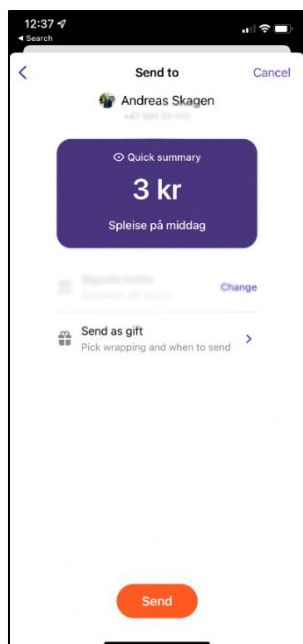 12:37
◀ Search
Send to
Cancel
Andreas Skagen
Quick summary
3 kr
Spleise på middag
Change
Send as gift
Pick wrapping and when to send
Send